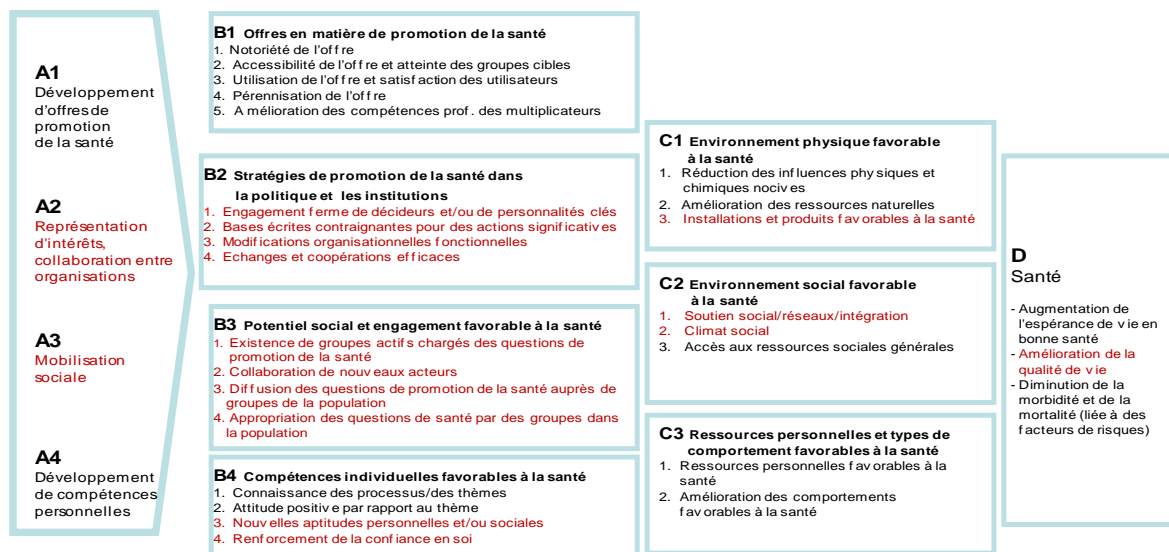 A1
Développement
d'offres de
promotion
de la santé
A2
Représentation
d'intérêts,
collaboration entre
organisations
A3
Mobilisation
sociale
A4
Développement
de compétences
personnelles
B1 Offres en matière de promotion de la santé
1. Notoriété de l'offre
2. Accessibilité de l'offre et atteinte des groupes cibles
3. Utilisation de l'offre et satisfaction des utilisateurs
4. Pérennisation de l'offre
5. Amélioration des compétences prof. des multiplicateurs
B2 Stratégies de promotion de la santé dans
la politique et les institutions
1. Engagement ferme de décideurs et/ou de personnalités clés
2. Bases écrites contraignantes pour des actions significatives
3. Modifications organisationnelles fonctionnelles
4. Echanges et coopérations efficaces
B3 Potentiel social et engagement favorable à la santé
1. Existence de groupes actifs chargés des questions de
promotion de la santé
2. Collaboration de nouveaux acteurs
3. Diffusion des questions de promotion de la santé auprès de
groupes de la population
4. Appropriation des questions de santé par des groupes dans
la population
B4 Compétences individuelles favorables à la santé
1. Connaissance des processus/des thèmes
2. Attitude positive par rapport au thème
3. Nouvelles aptitudes personnelles et/ou sociales
4. Renforcement de la confiance en soi
C1 Environnement physique favorable
à la santé
1. Réduction des influences physiques et
chimiques nocives
2. Amélioration des ressources naturelles
3. Installations et produits favorables à la santé
C2 Environnement social favorable
à la santé
1. Soutien social/réseaux/intégration
2. Climat social
3. Accès aux ressources sociales générales
C3 Ressources personnelles et types de
comportement favorables à la santé
1. Ressources personnelles favorables à la
santé
2. Amélioration des comportements
favorables à la santé
D
Santé
- Augmentation de
l'espérance de vie en
bonne santé
- Amélioration de la
qualité de vie
- Diminution de la
morbidité et de la
mortalité (liée à des
facteurs de risques)